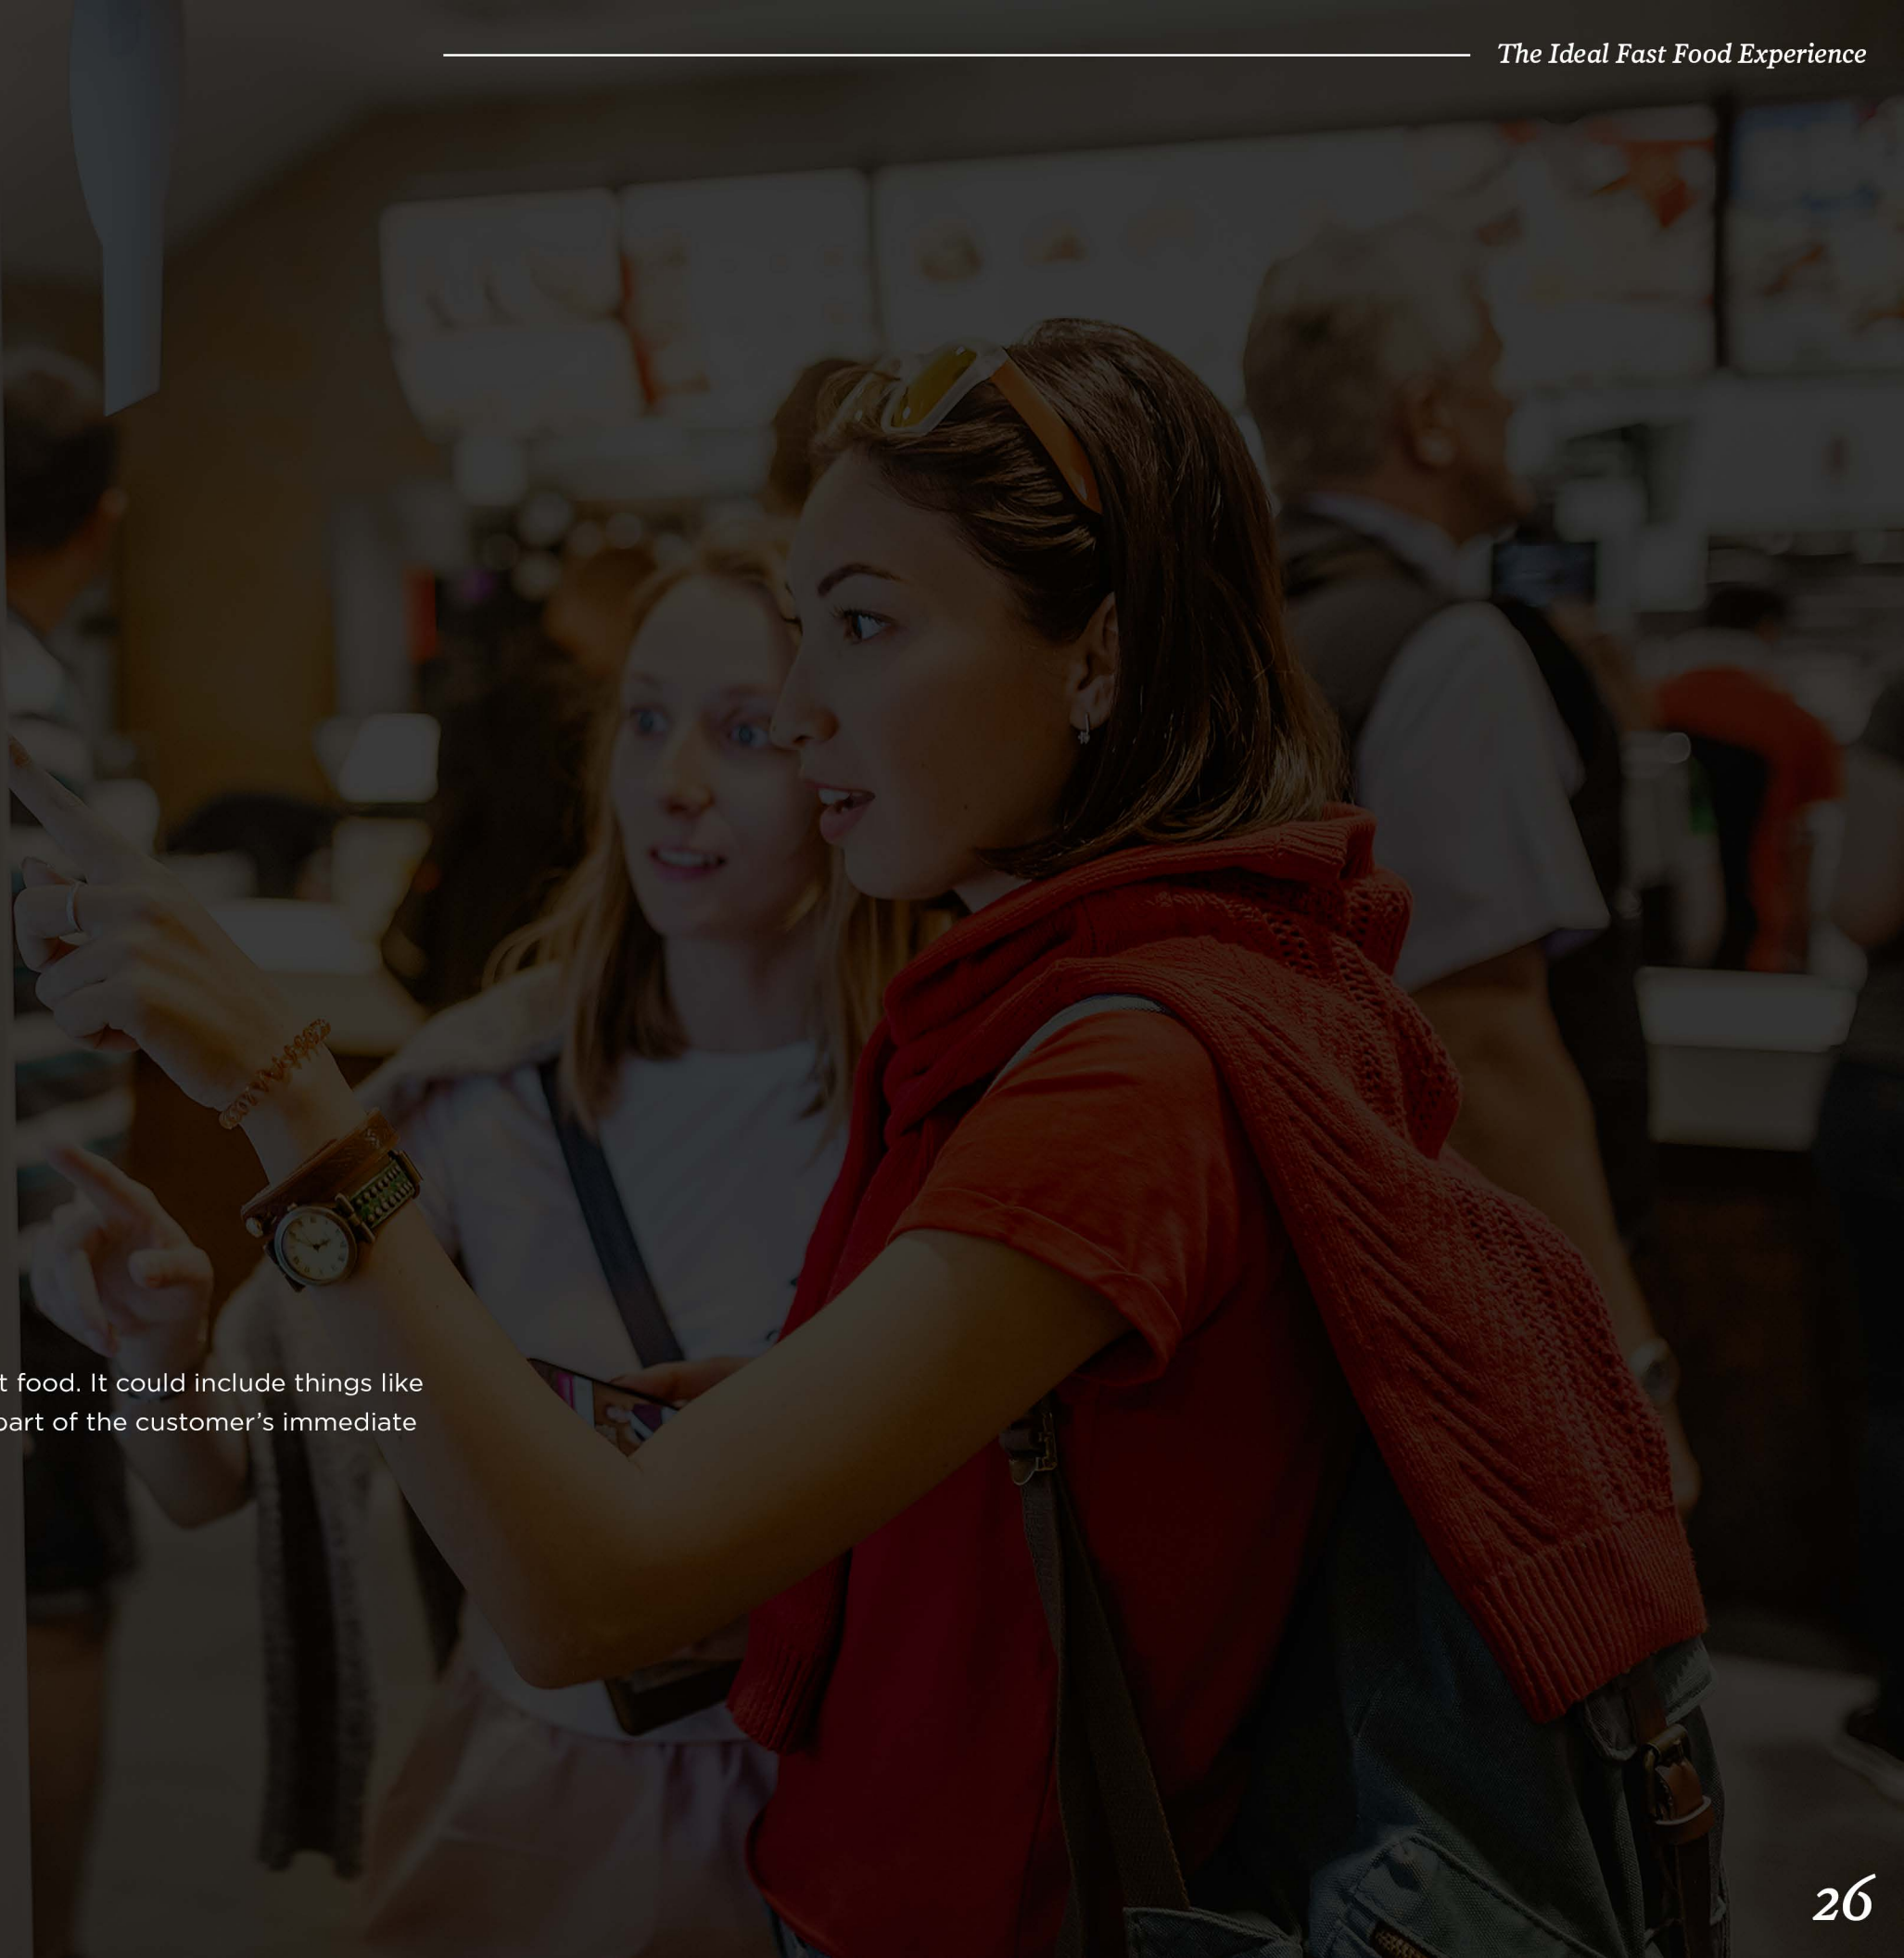 The Ideal Fast Food Experience
t food. It could include things like
part of the customer’s immediate
26